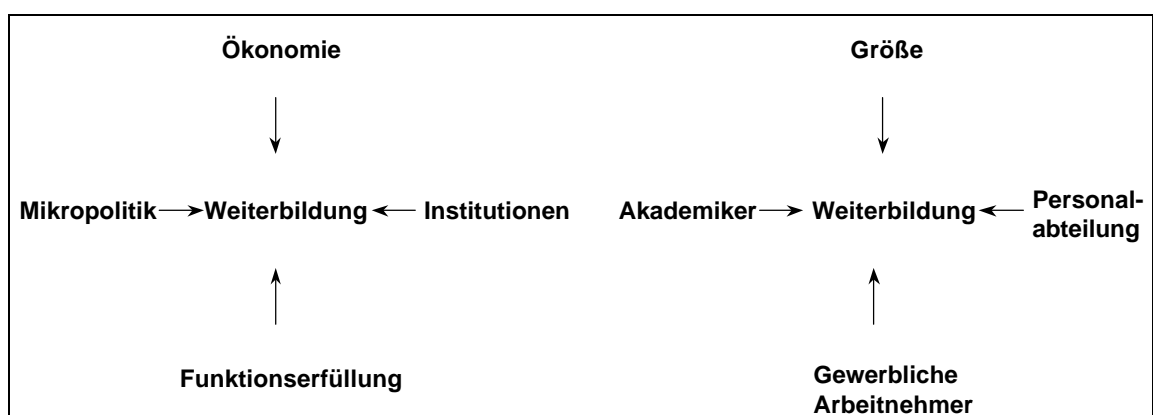 Ökonomie
Größe
Mikropolitik Weiterbildung Institutionen
Akademiker Weiterbildung Personal-
abteilung
Funktionserfüllung
Gewerbliche
Arbeitnehmer